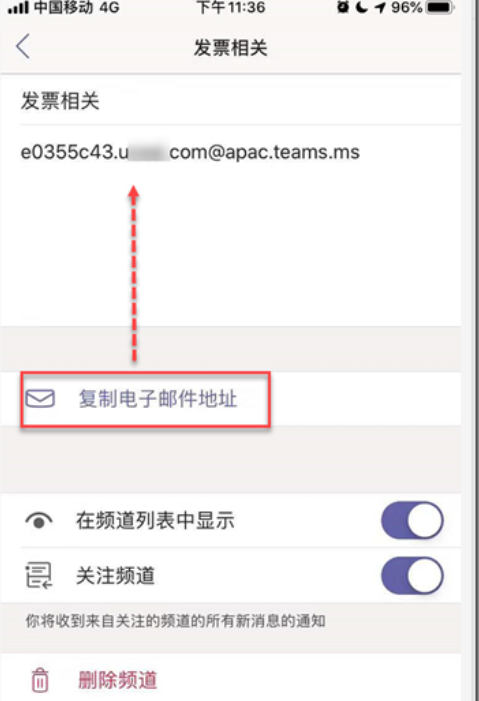 中国移动 4G 下午11:36 96%
发票相关
发票相关
e0355c43.u com@apac.teams.ms
复制电子邮件地址
在频道列表中显示
关注频道
你将收到来自关注的频道的所有新消息的通知
删除频道